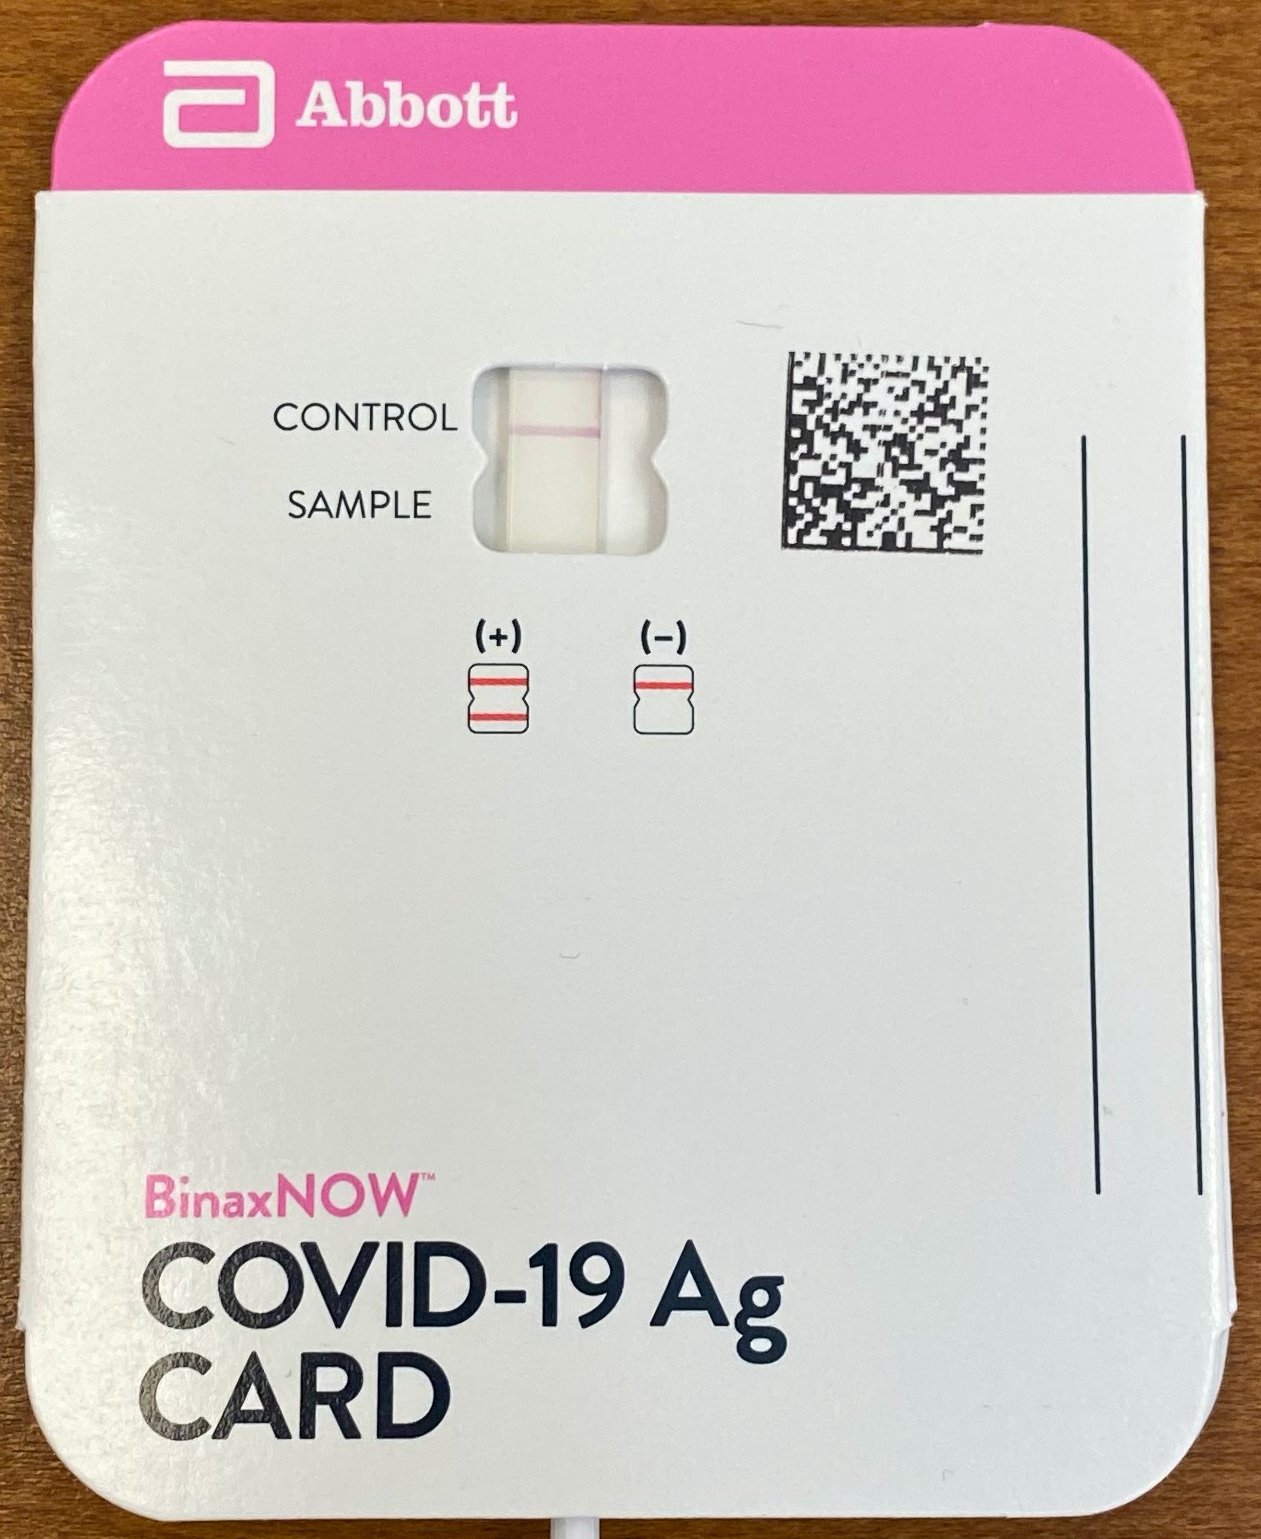 Abbott
CONTROL
SAMPLE
(+) (–)
BinaxNOW™
COVID-19 Ag
CARD